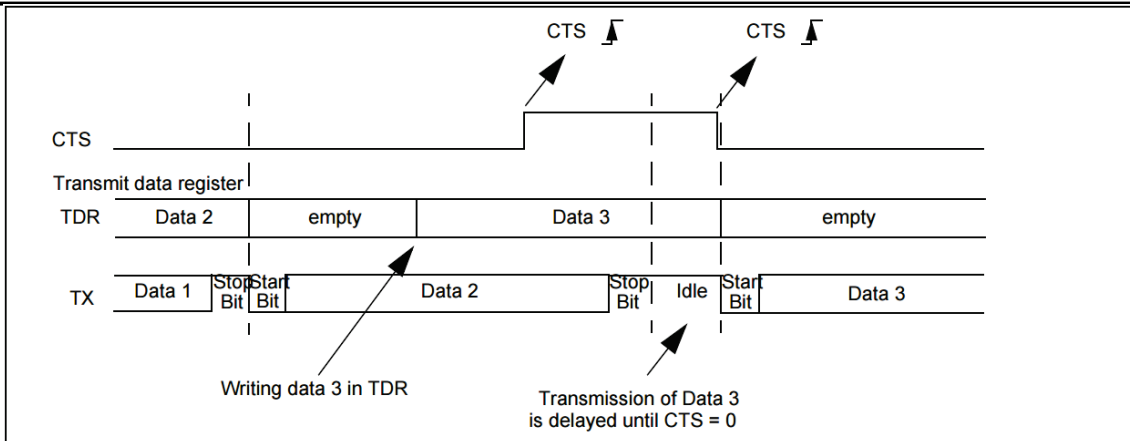 CTS CTS
CTS
Transmit data register
TDR Data 2 empty Data 3 empty
TX Data 1 Stop Bit Start Bit Data 2 Stop Bit Idle Start Bit Data 3
Writing data 3 in TDR
Transmission of Data 3
is delayed until CTS = 0